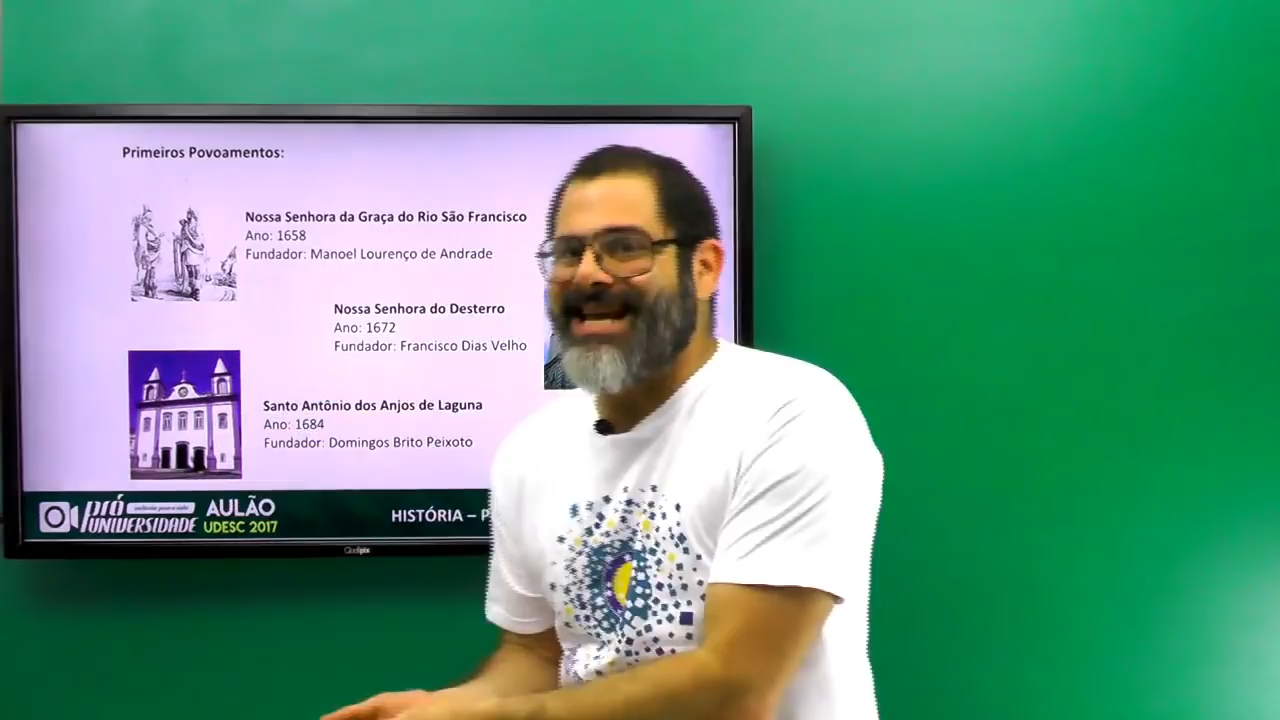 Primeiros Povoamentos:
Nossa Senhora da Graça do Rio São Francisco
Ano: 1658
Fundador: Manoel Lourenço de Andrade
Nossa Senhora do Desterro
Ano: 1672
Fundador: Francisco Dias Velho
Santo Antônio dos Anjos de Laguna
Ano: 1684
Fundador: Domingos Brito Peixoto
pró
UNIVERSIDADE
AULÃO
UDESC 2017
HISTÓRIA – P
Qualipix